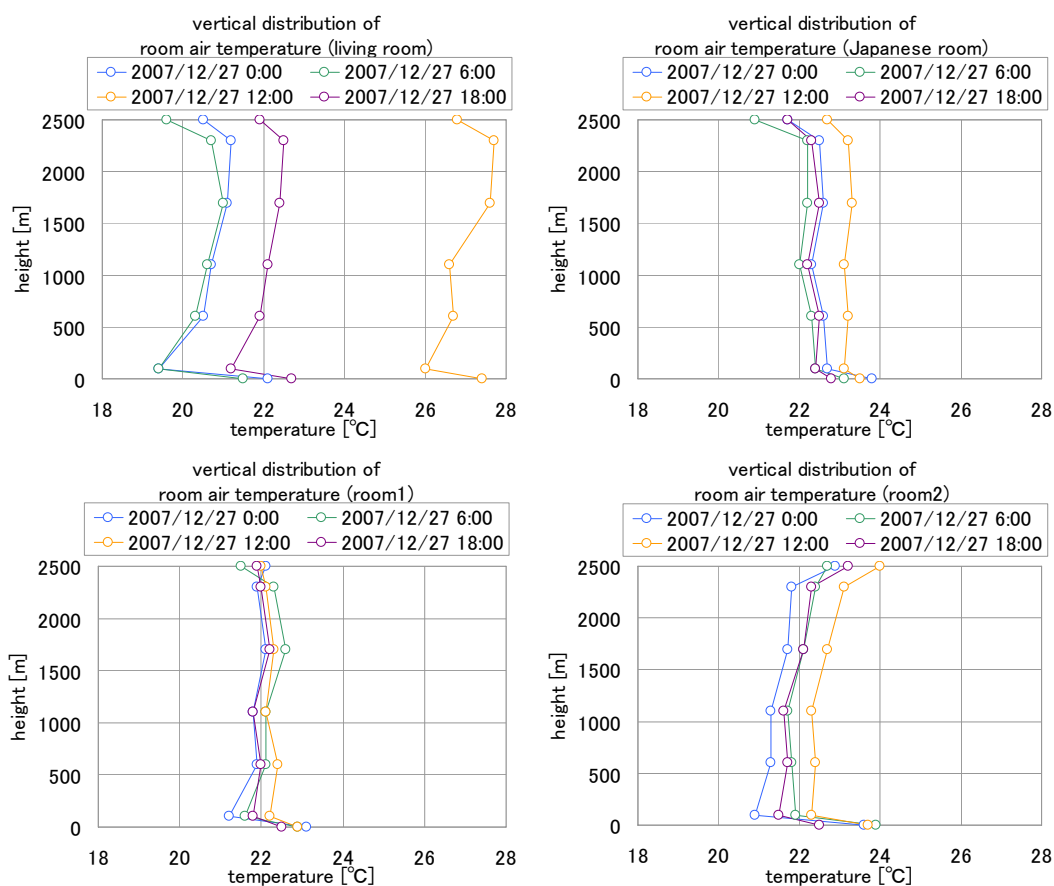 vertical distribution of
room air temperature (living room)
2007/12/27 0:00
2007/12/27 6:00
2007/12/27 12:00
2007/12/27 18:00
2500
2000
1500
1000
500
0
height [m]
18 20 22 24 26 28
temperature [℃]
vertical distribution of
room air temperature (Japanese room)
2007/12/27 0:00
2007/12/27 6:00
2007/12/27 12:00
2007/12/27 18:00
2500
2000
1500
1000
500
0
height [m]
18 20 22 24 26 28
temperature [℃]
vertical distribution of
room air temperature (room1)
2007/12/27 0:00
2007/12/27 6:00
2007/12/27 12:00
2007/12/27 18:00
2500
2000
1500
1000
500
0
height [m]
18 20 22 24 26 28
temperature [℃]
vertical distribution of
room air temperature (room2)
2007/12/27 0:00
2007/12/27 6:00
2007/12/27 12:00
2007/12/27 18:00
2500
2000
1500
1000
500
0
height [m]
18 20 22 24 26 28
temperature [℃]